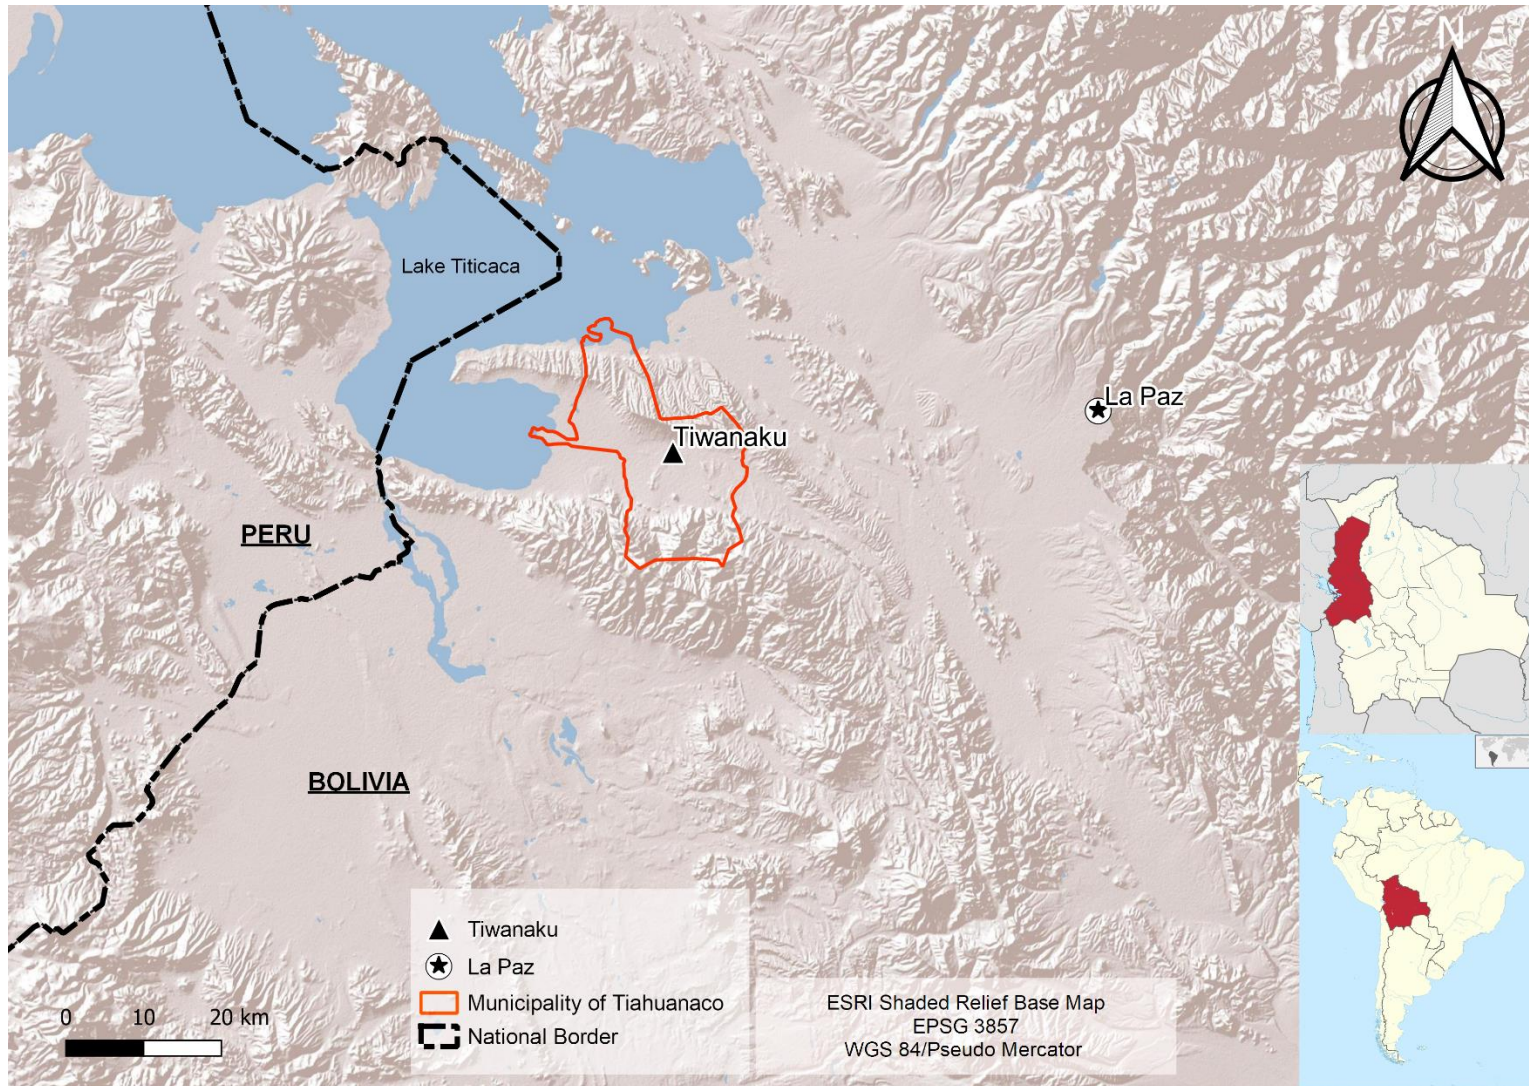 N
Lake Titicaca
La Paz
Tiwanaku
PERU
BOLIVIA
Tiwanaku
La Paz
Municipality of Tiahuanaco
National Border
0 10 20 km
ESRI Shaded Relief Base Map
EPSG 3857
WGS 84/Pseudo Mercator